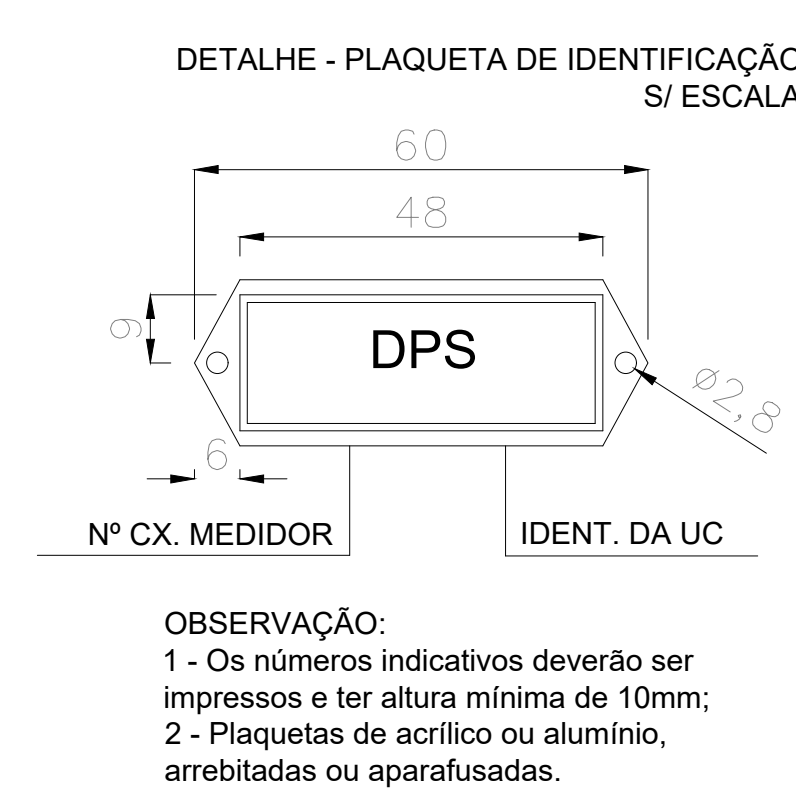 DETALHE - PLAQUETA DE IDENTIFICAÇÃO
S/ ESCALA
60
48
9
DPS
ø2,8
6
Nº CX. MEDIDOR
IDENT. DA UC
OBSERVAÇÃO:
1 - Os números indicativos deverão ser
impressos e ter altura mínima de 10mm;
2 - Plaquetas de acrílico ou alumínio,
arrebitadas ou aparafusadas.